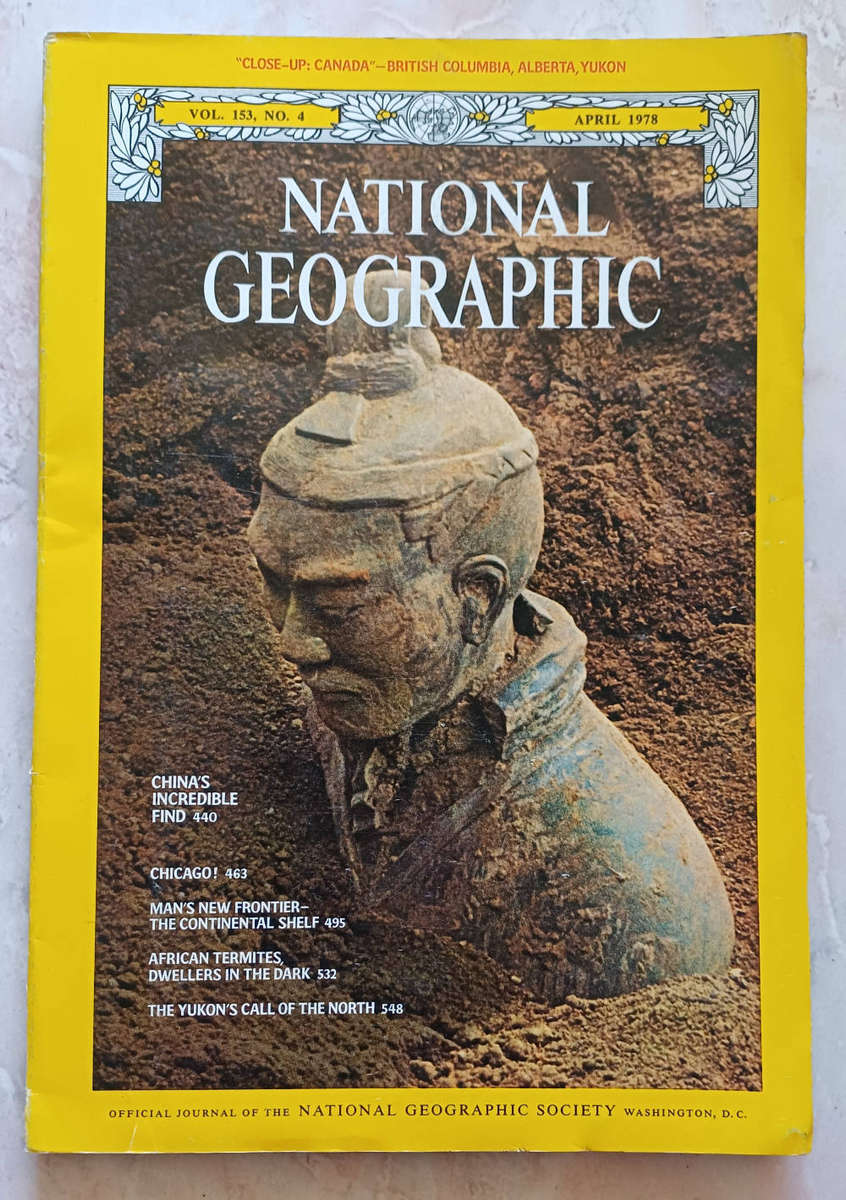 "CLOSE-UP: CANADA"—BRITISH COLUMBIA, ALBERTA, YUKON
VOL. 153, NO. 4
APRIL 1978
NATIONAL
GEOGRAPHIC
CHINA'S
INCREDIBLE
FIND 440
CHICAGO! 463
MAN'S NEW FRONTIER—
THE CONTINENTAL SHELF 495
AFRICAN TERMITES,
DWELLERS IN THE DARK 532
THE YUKON'S CALL OF THE NORTH 548
OFFICIAL JOURNAL OF THE NATIONAL GEOGRAPHIC SOCIETY WASHINGTON, D.C.